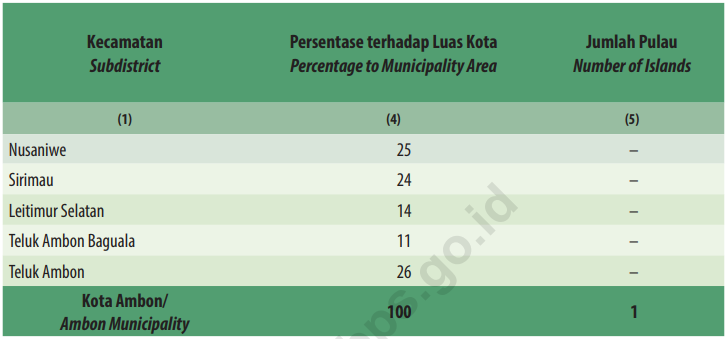 Kecamatan Persentase terhadap Luas Kota Jumlah Pulau
Subdistrict Percentage to Municipality Area Number of Islands
(1) (4) (5)
Nusaniwe 25 –
Sirimau 24 –
Leitimur Selatan 14 –
Teluk Ambon Baguala 11 –
Teluk Ambon 26 –
Kota Ambon/
Ambon Municipality 100 1
bps.go.id